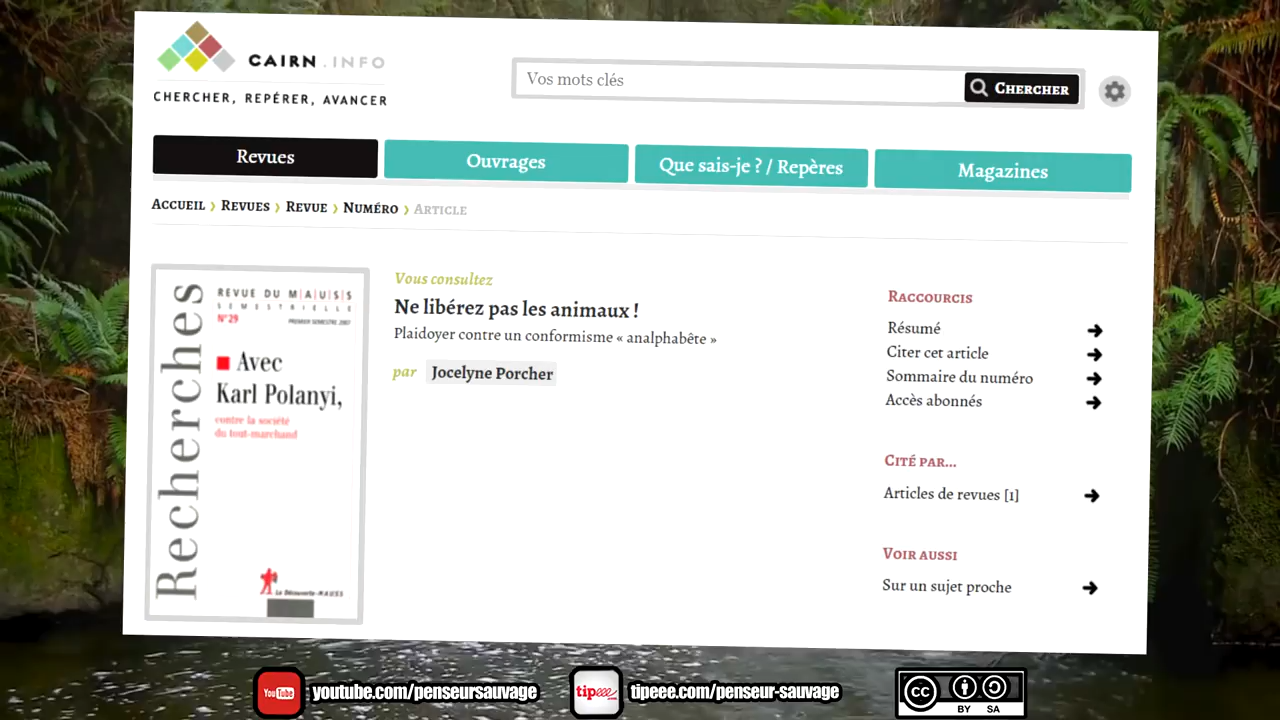 CAIRN.INFO
CHERCHER, REPÉRER, AVANCER
Vos mots clés
CHERCHER
Revues
Ouvrages
Que sais-je ? / Repères
Magazines
ACCUEIL › REVUES › REVUE › NUMÉRO › ARTICLE
Recherches
REVUE DU M|A|U|S|S
SEMESTRIELLE
N°29
PREMIER SEMESTRE 2007
Avec
Karl Polanyi,
contre la société
du tout-marchand
La Découverte-M/A/U/S/S
Vous consultez
Ne libérez pas les animaux !
Plaidoyer contre un conformisme « analphabête »
par Jocelyne Porcher
RACCOURCIS
Résumé
Citer cet article
Sommaire du numéro
Accès abonnés
CITÉ PAR...
Articles de revues [1]
VOIR AUSSI
Sur un sujet proche
YouTube
youtube.com/penseursauvage
tipeee.com
tipeee.com/penseur-sauvage
CC
BY SA